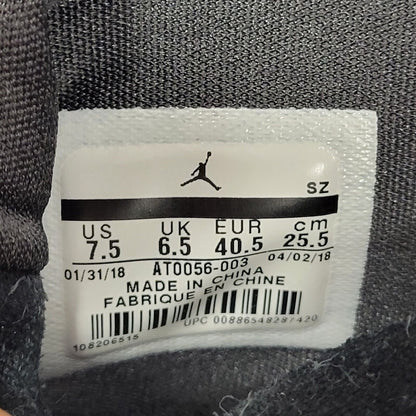 SZ
US UK EUR cm
7.5 6.5 40.5 25.5
01/31/18 AT0056-003 04/02/18
MADE IN CHINA
FABRIQUE EN CHINE
108206515 UPC 00886548287420